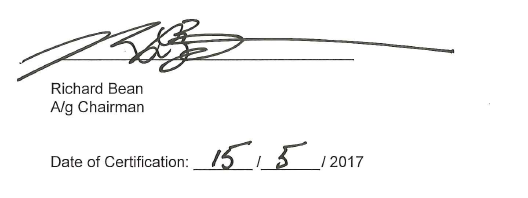 Richard Bean
A/g Chairman
Date of Certification: 15 / 5 / 2017